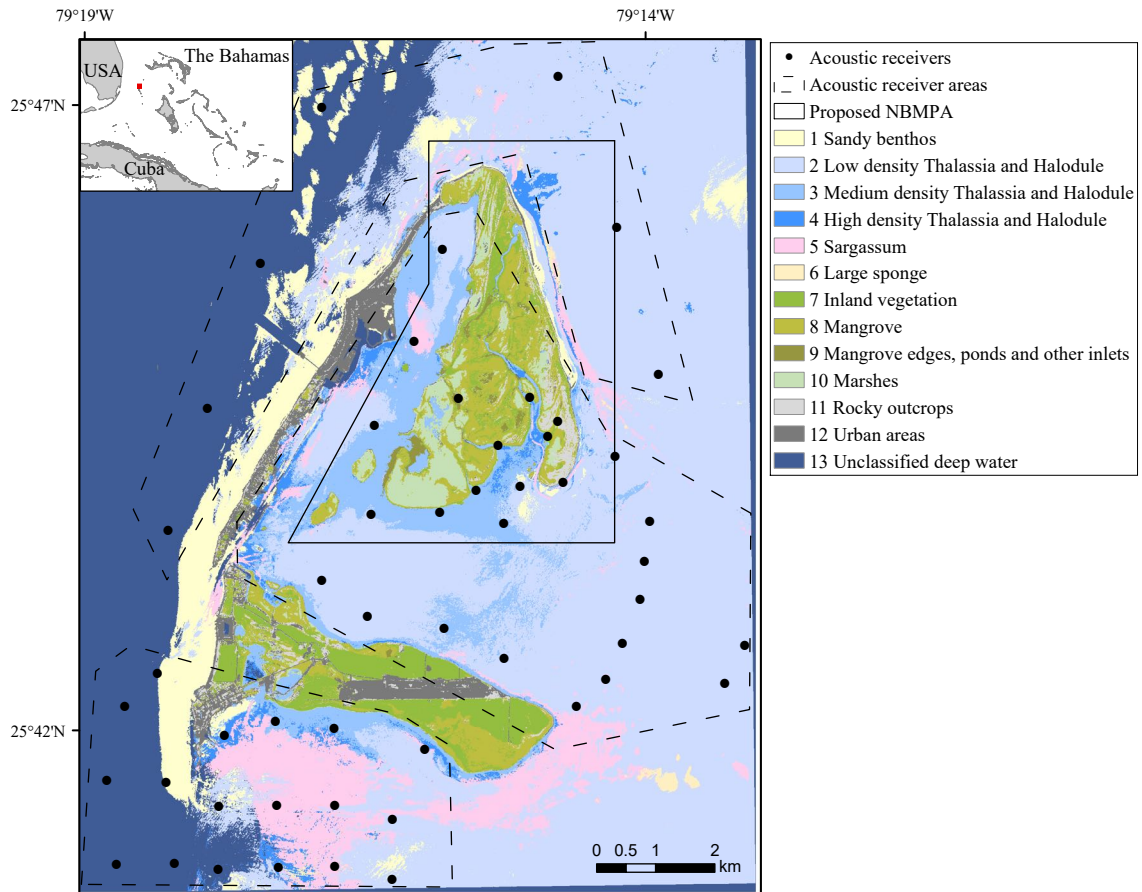 79°19'W
79°14'W
25°47'N
25°42'N
The Bahamas
USA
Cuba
Acoustic receivers
Acoustic receiver areas
Proposed NBMPA
1 Sandy benthos
2 Low density Thalassia and Halodule
3 Medium density Thalassia and Halodule
4 High density Thalassia and Halodule
5 Sargassum
6 Large sponge
7 Inland vegetation
8 Mangrove
9 Mangrove edges, ponds and other inlets
10 Marshes
11 Rocky outcrops
12 Urban areas
13 Unclassified deep water
0 0.5 1 2
km